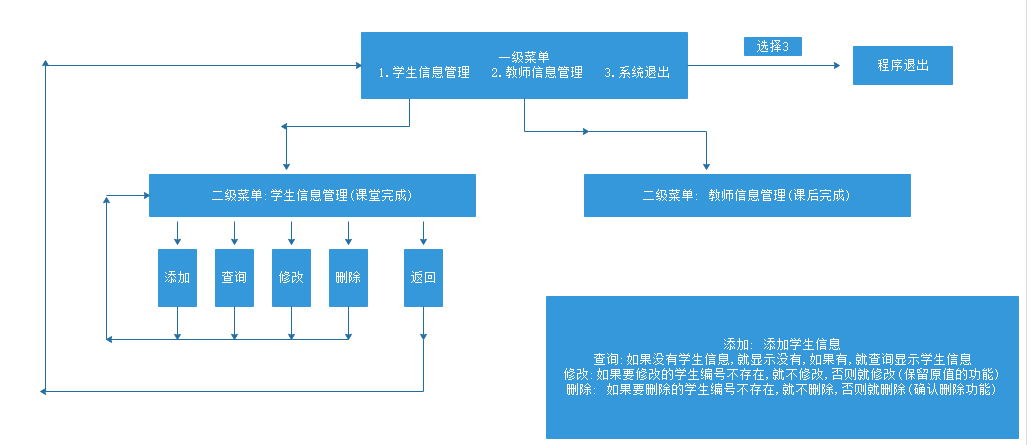 选择3
一级菜单
1.学生信息管理 2.教师信息管理 3.系统退出
程序退出
二级菜单:学生信息管理(课堂完成)
二级菜单: 教师信息管理(课后完成)
添加
查询
修改
删除
返回
添加: 添加学生信息
查询:如果没有学生信息,就显示没有,如果有,就查询显示学生信息
修改:如果要修改的学生编号不存在,就不修改,否则就修改(保留原值的功能)
删除: 如果要删除的学生编号不存在,就不删除,否则就删除(确认删除功能)